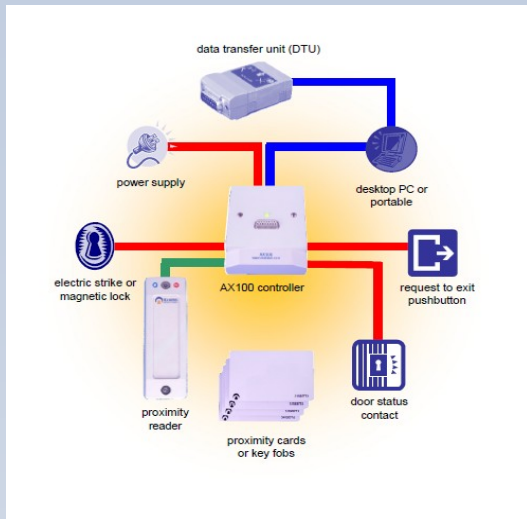 data transfer unit (DTU)
power supply
desktop PC or
portable
electric strike or
magnetic lock
AX100 controller
request to exit
pushbutton
proximity
reader
proximity cards
or key fobs
door status
contact